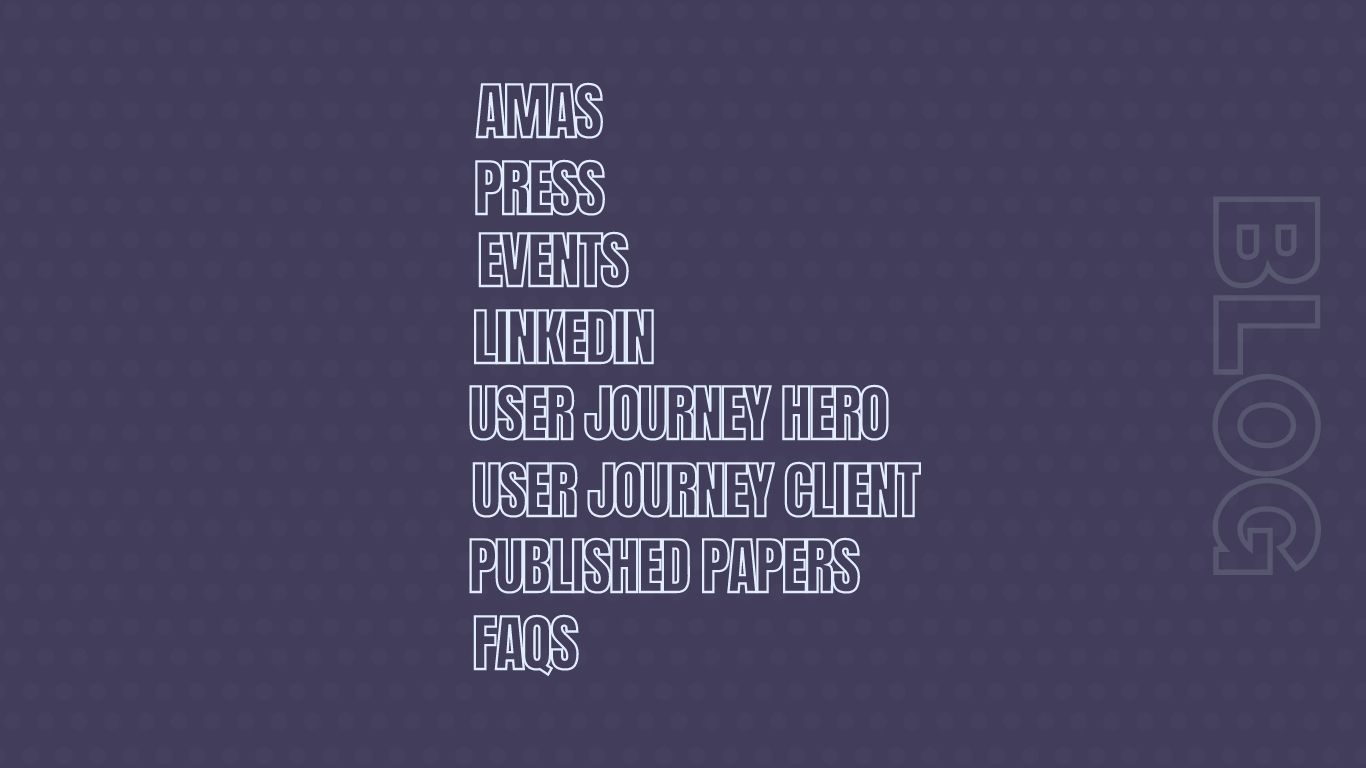 AMAS
PRESS
EVENTS
LINKEDIN
USER JOURNEY HERO
USER JOURNEY CLIENT
PUBLISHED PAPERS
FAQS
BLOG